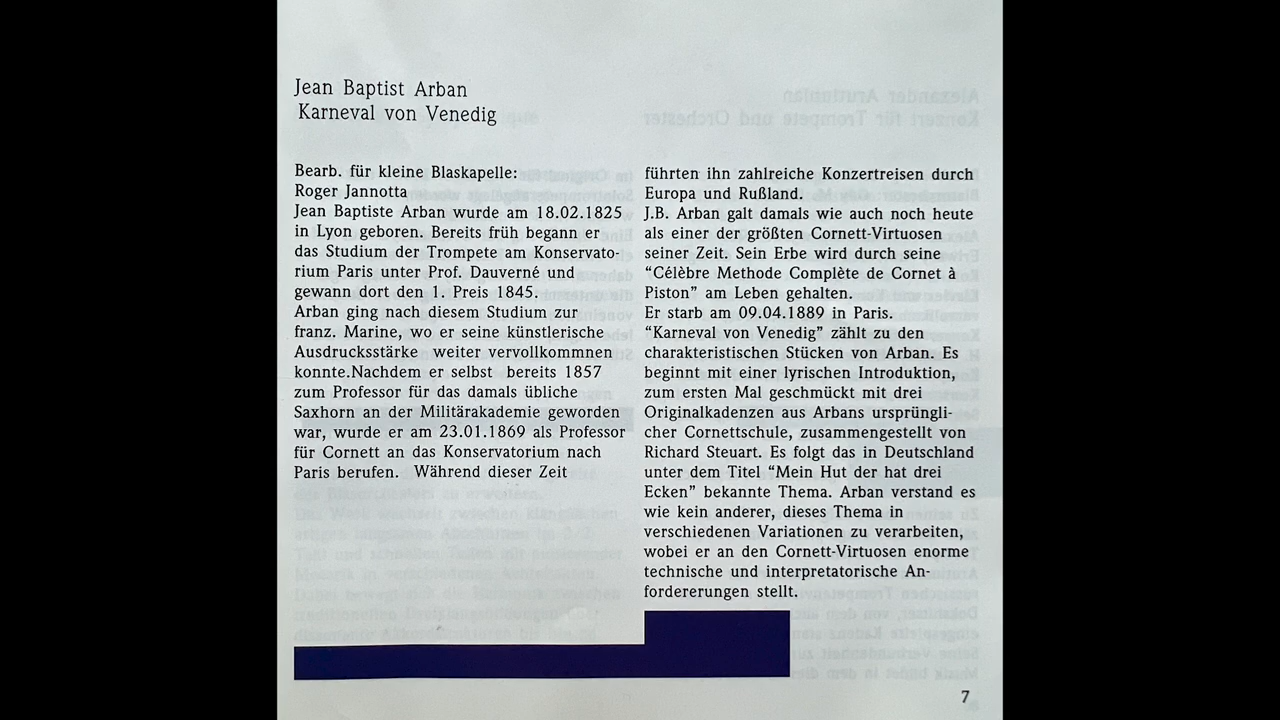 Jean Baptist Arban
Karneval von Venedig
Bearb. für kleine Blaskapelle:
Roger Jannotta
Jean Baptiste Arban wurde am 18.02.1825
in Lyon geboren. Bereits früh begann er
das Studium der Trompete am Konservato-
rium Paris unter Prof. Dauverné und
gewann dort den 1. Preis 1845.
Arban ging nach diesem Studium zur
franz. Marine, wo er seine künstlerische
Ausdrucksstärke weiter vervollkommnen
konnte.Nachdem er selbst bereits 1857
zum Professor für das damals übliche
Saxhorn an der Militärakademie geworden
war, wurde er am 23.01.1869 als Professor
für Cornett an das Konservatorium nach
Paris berufen. Während dieser Zeit
führten ihn zahlreiche Konzertreisen durch
Europa und Rußland.
J.B. Arban galt damals wie auch noch heute
als einer der größten Cornett-Virtuosen
seiner Zeit. Sein Erbe wird durch seine
“Célèbre Methode Complète de Cornet à
Piston” am Leben gehalten.
Er starb am 09.04.1889 in Paris.
“Karneval von Venedig” zählt zu den
charakteristischen Stücken von Arban. Es
beginnt mit einer lyrischen Introduktion,
zum ersten Mal geschmückt mit drei
Originalkadenzen aus Arbans ursprüngli-
cher Cornettschule, zusammengestellt von
Richard Steuart. Es folgt das in Deutschland
unter dem Titel “Mein Hut der hat drei
Ecken” bekannte Thema. Arban verstand es
wie kein anderer, dieses Thema in
verschiedenen Variationen zu verarbeiten,
wobei er an den Cornett-Virtuosen enorme
technische und interpretatorische An-
fordererungen stellt.
7